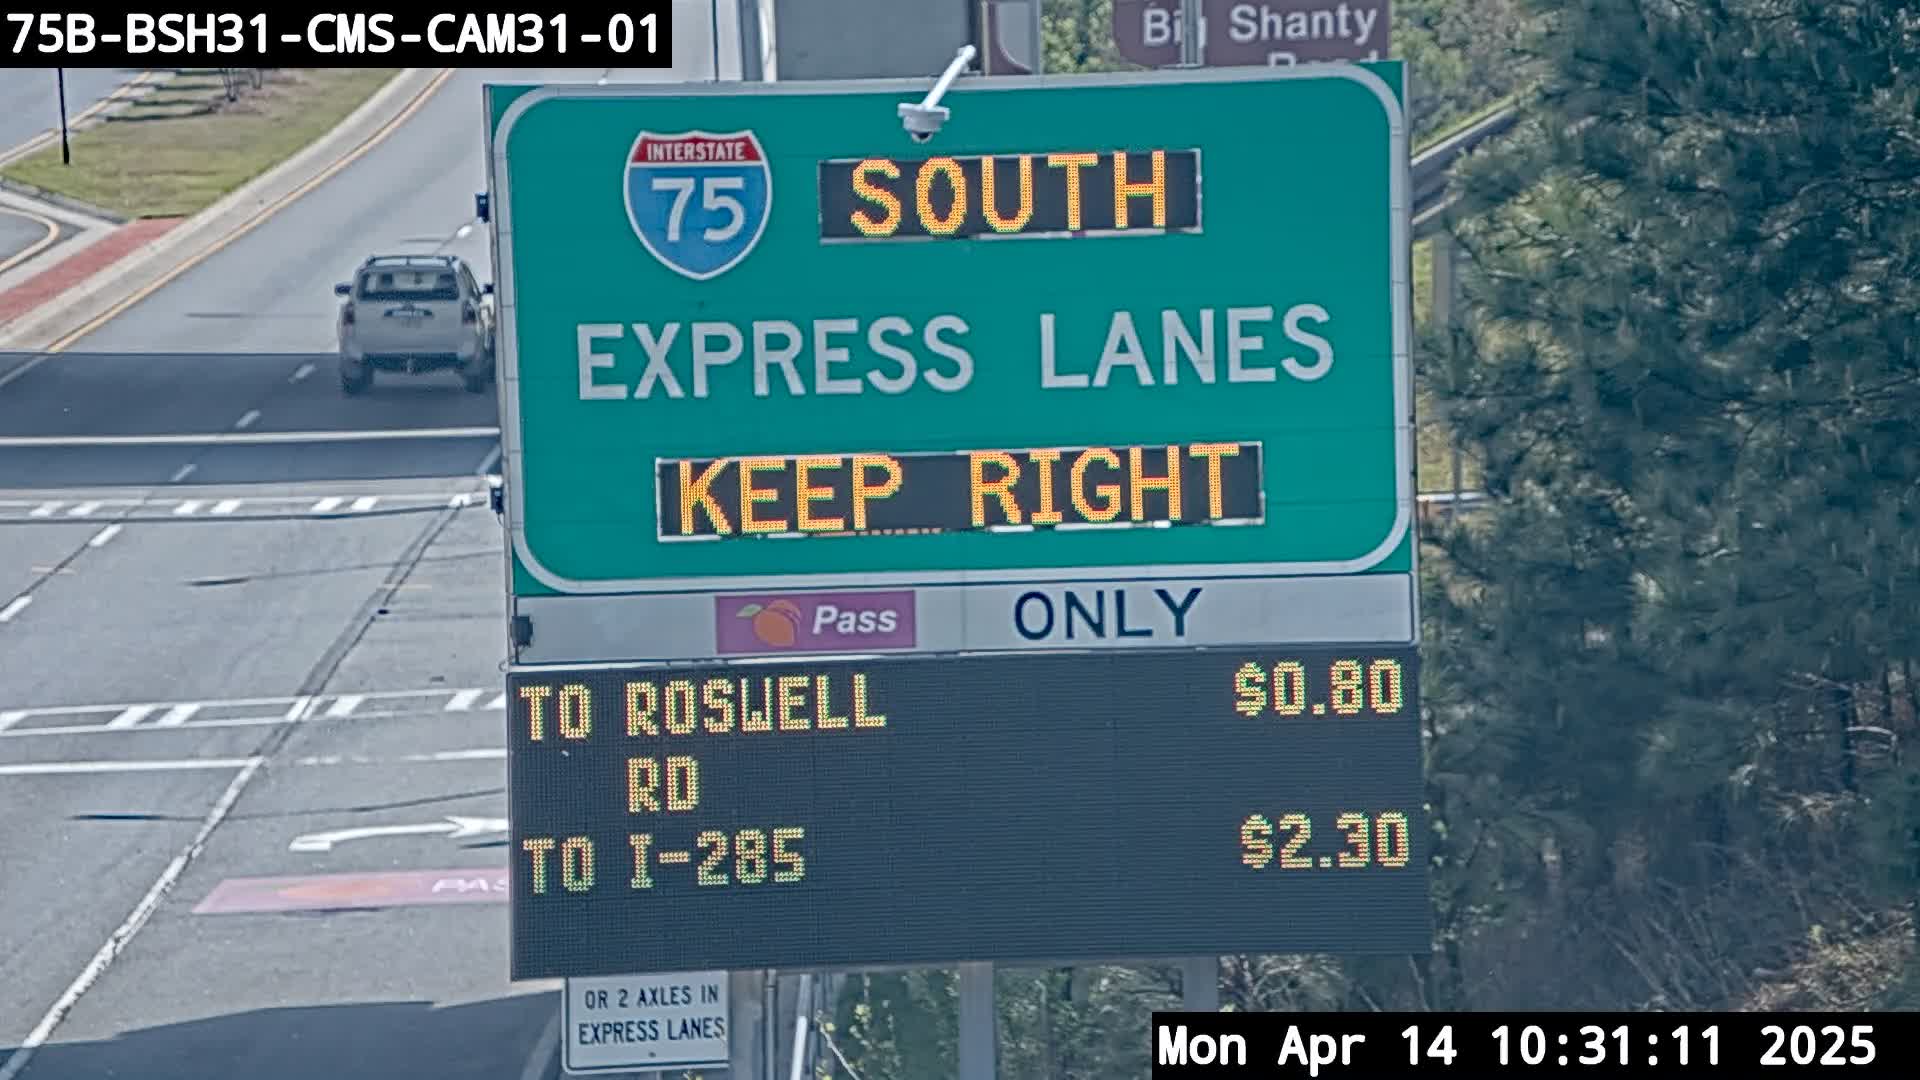 75B-BSH31-CMS-CAM31-01
Big Shanty
Road
INTERSTATE
75
SOUTH
EXPRESS LANES
KEEP RIGHT
Pass ONLY
TO ROSWELL $0.80
RD
TO I-285 $2.30
PAS
OR 2 AXLES IN
EXPRESS LANES
Mon Apr 14 10:31:11 2025